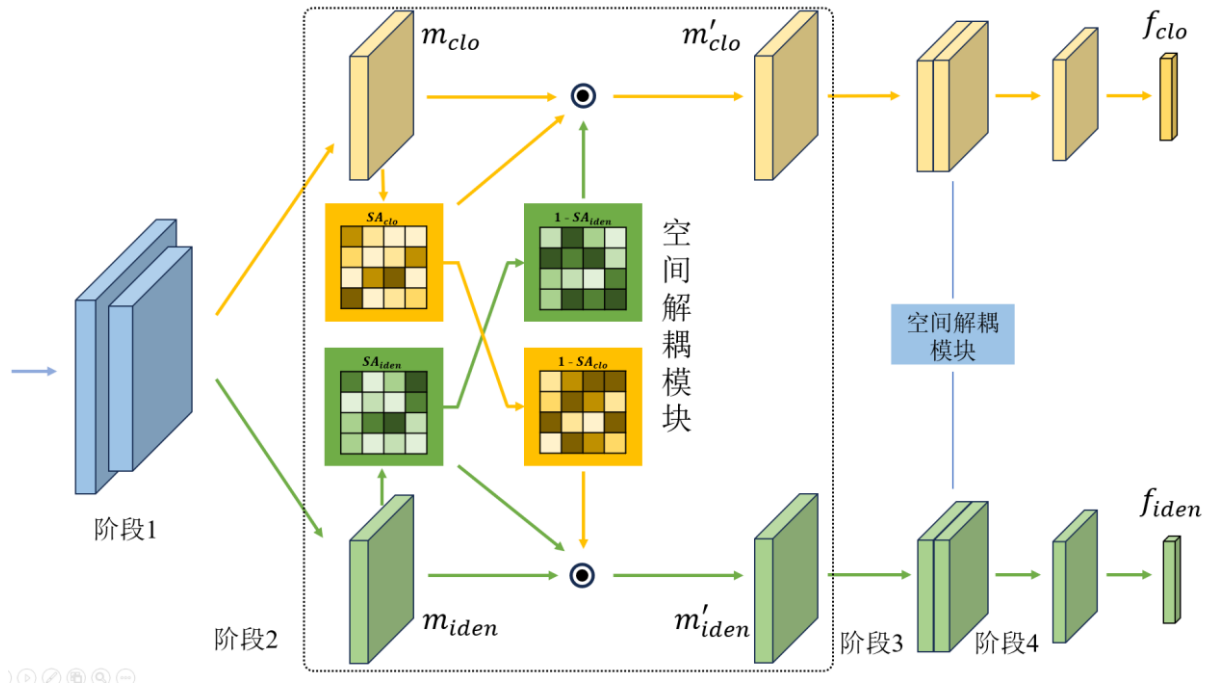 m_clo
m'_clo
f_clo
SA_clo
1 - SA_iden
空间解耦模块
SA_iden
1 - SA_clo
空间解耦
模块
阶段1
f_iden
m_iden
m'_iden
阶段2
阶段3
阶段4